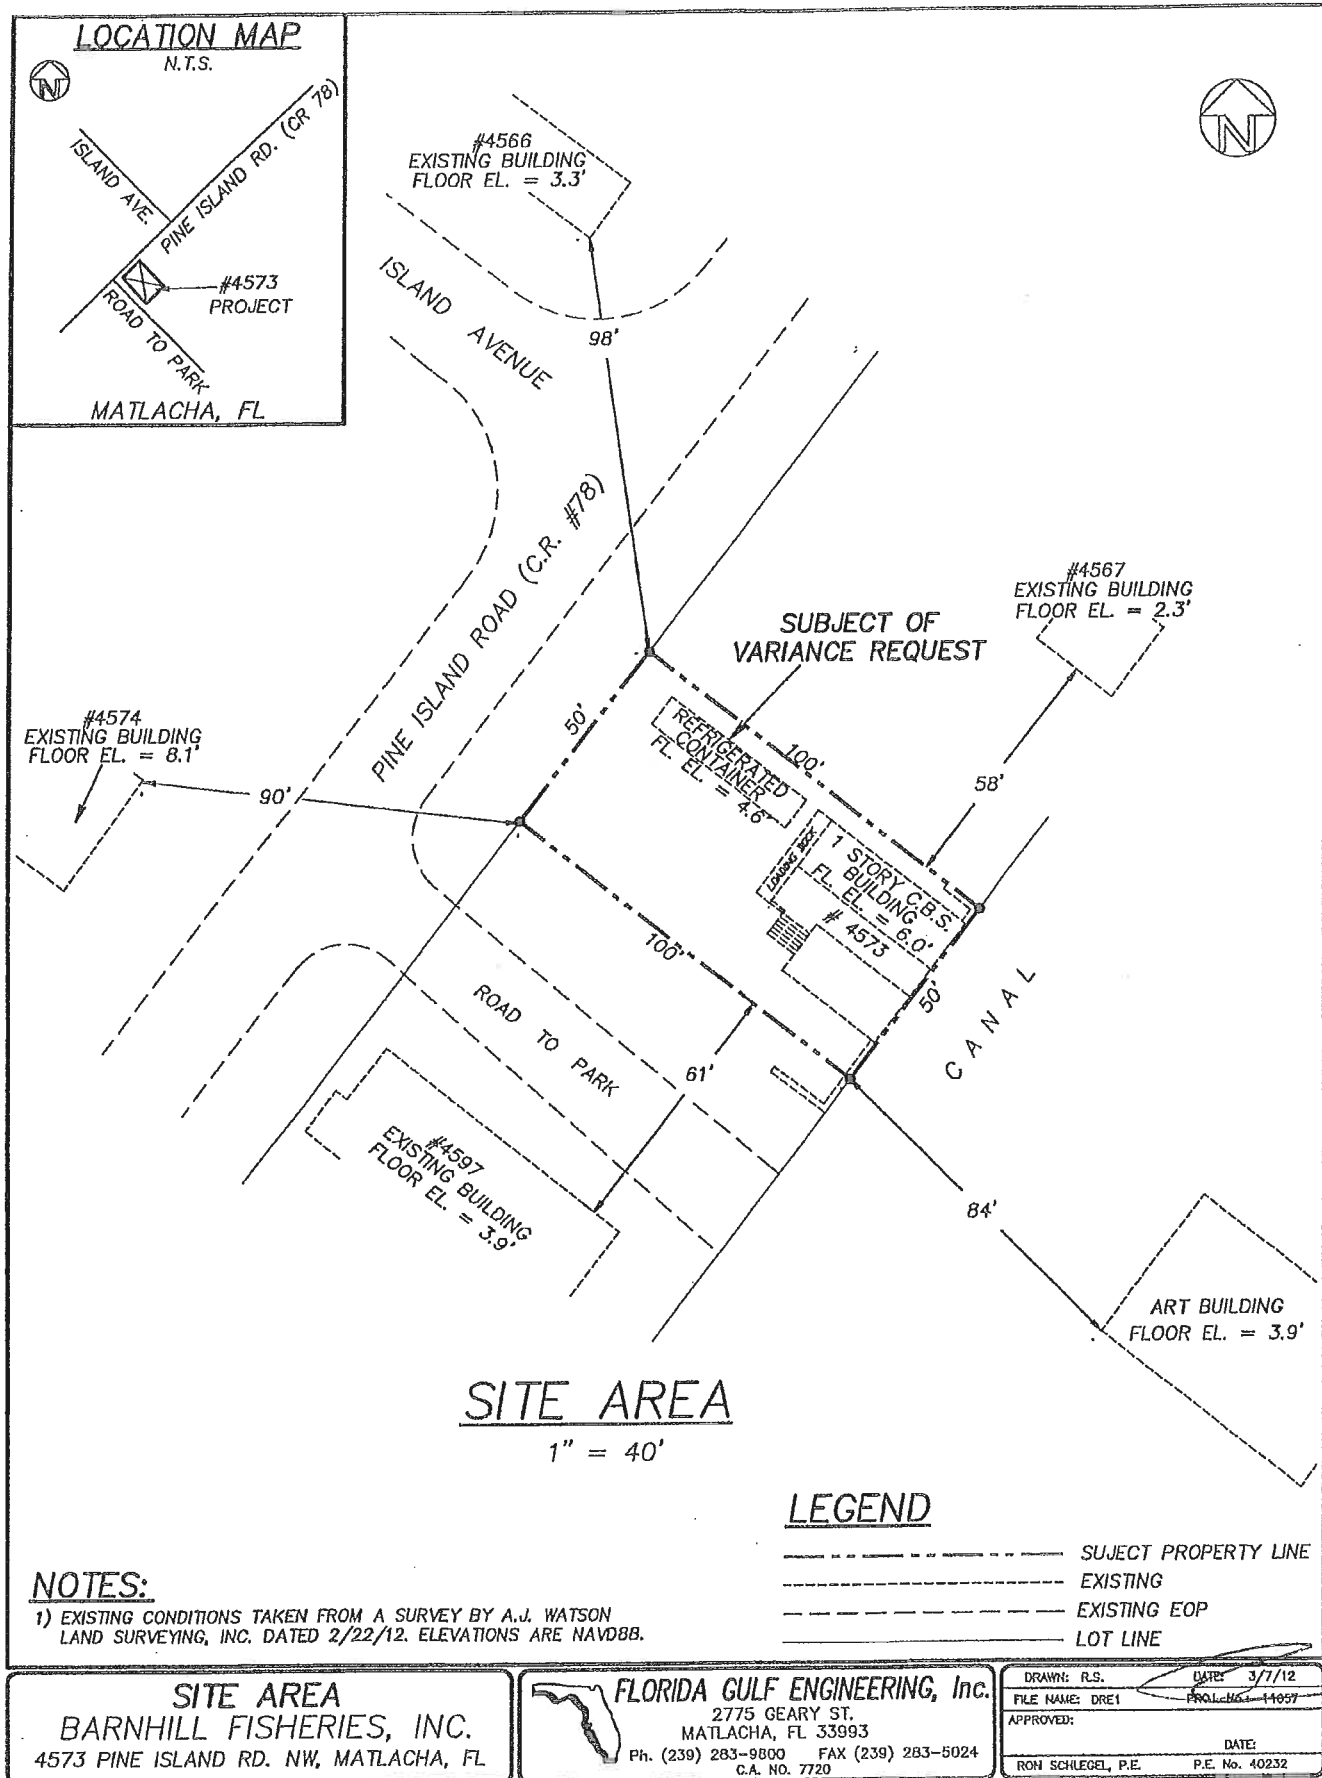 LOCATION MAP
N.T.S.
N
ISLAND AVE.
PINE ISLAND RD. (CR 78)
#4573
PROJECT
ROAD TO PARK
MATLACHA, FL
N
#4566
EXISTING BUILDING
FLOOR EL. = 3.3'
ISLAND AVENUE
98'
PINE ISLAND ROAD (C.R. #78)
#4567
EXISTING BUILDING
FLOOR EL. = 2.3'
SUBJECT OF
VARIANCE REQUEST
#4574
EXISTING BUILDING
FLOOR EL. = 8.1'
90'
50'
REFRIGERATED
CONTAINER
FL. EL. = 4.6'
100'
58'
LOADING DOCK
1 STORY C.B.S.
BUILDING
FL. EL. = 6.0'
# 4573
100'
50'
CANAL
ROAD TO PARK
61'
#4597
EXISTING BUILDING
FLOOR EL. = 3.9'
84'
ART BUILDING
FLOOR EL. = 3.9'
SITE AREA
1" = 40'
LEGEND
SUJECT PROPERTY LINE
EXISTING
EXISTING EOP
LOT LINE
NOTES:
1) EXISTING CONDITIONS TAKEN FROM A SURVEY BY A.J. WATSON
LAND SURVEYING, INC. DATED 2/22/12. ELEVATIONS ARE NAVD88.
SITE AREA
BARNHILL FISHERIES, INC.
4573 PINE ISLAND RD. NW, MATLACHA, FL
FLORIDA GULF ENGINEERING, Inc.
2775 GEARY ST.
MATLACHA, FL 33993
Ph. (239) 283-9800 FAX (239) 283-5024
C.A. NO. 7720
DRAWN: R.S. DATE: 3/7/12
FILE NAME: DRE1 PROJ. NO.: 11057
APPROVED:
DATE:
RON SCHLEGEL, P.E. P.E. No. 40232